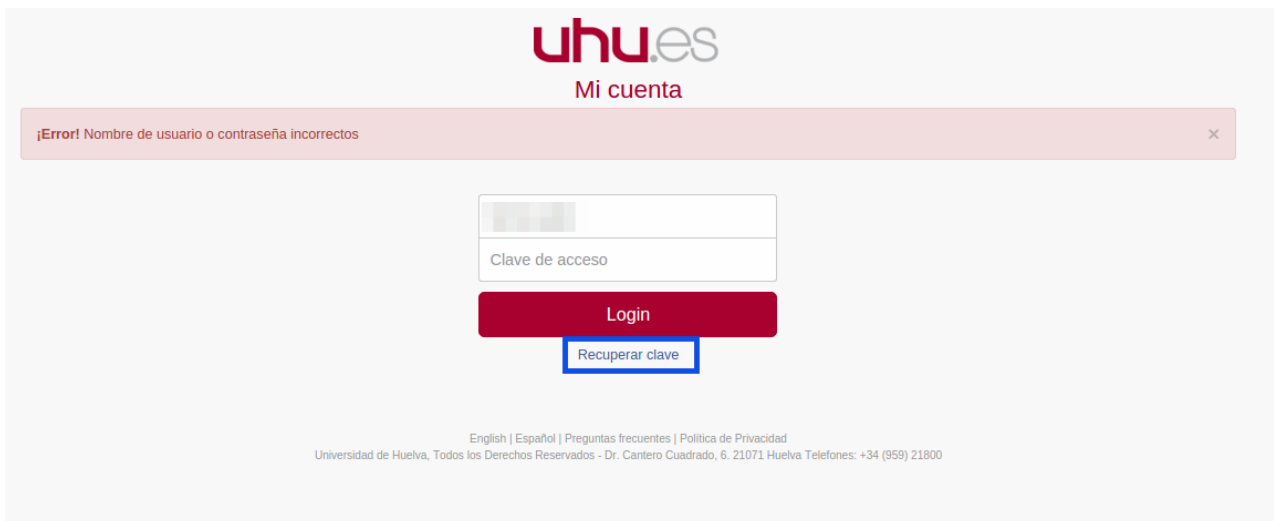 uhu.es
Mi cuenta
¡Error! Nombre de usuario o contraseña incorrectos ×
Clave de acceso
Login
Recuperar clave
English | Español | Preguntas frecuentes | Política de Privacidad
Universidad de Huelva, Todos los Derechos Reservados - Dr. Cantero Cuadrado, 6. 21071 Huelva Telefones: +34 (959) 21800